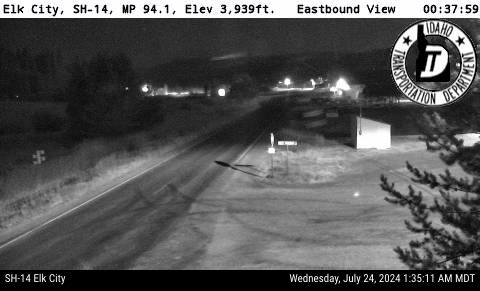 Elk City, SH-14, MP 94.1, Elev 3,939ft. Eastbound View 00:37:59
IDAHO
TRANSPORTATION DEPARTMENT
SH-14 Elk City
Wednesday, July 24, 2024 1:35:11 AM MDT